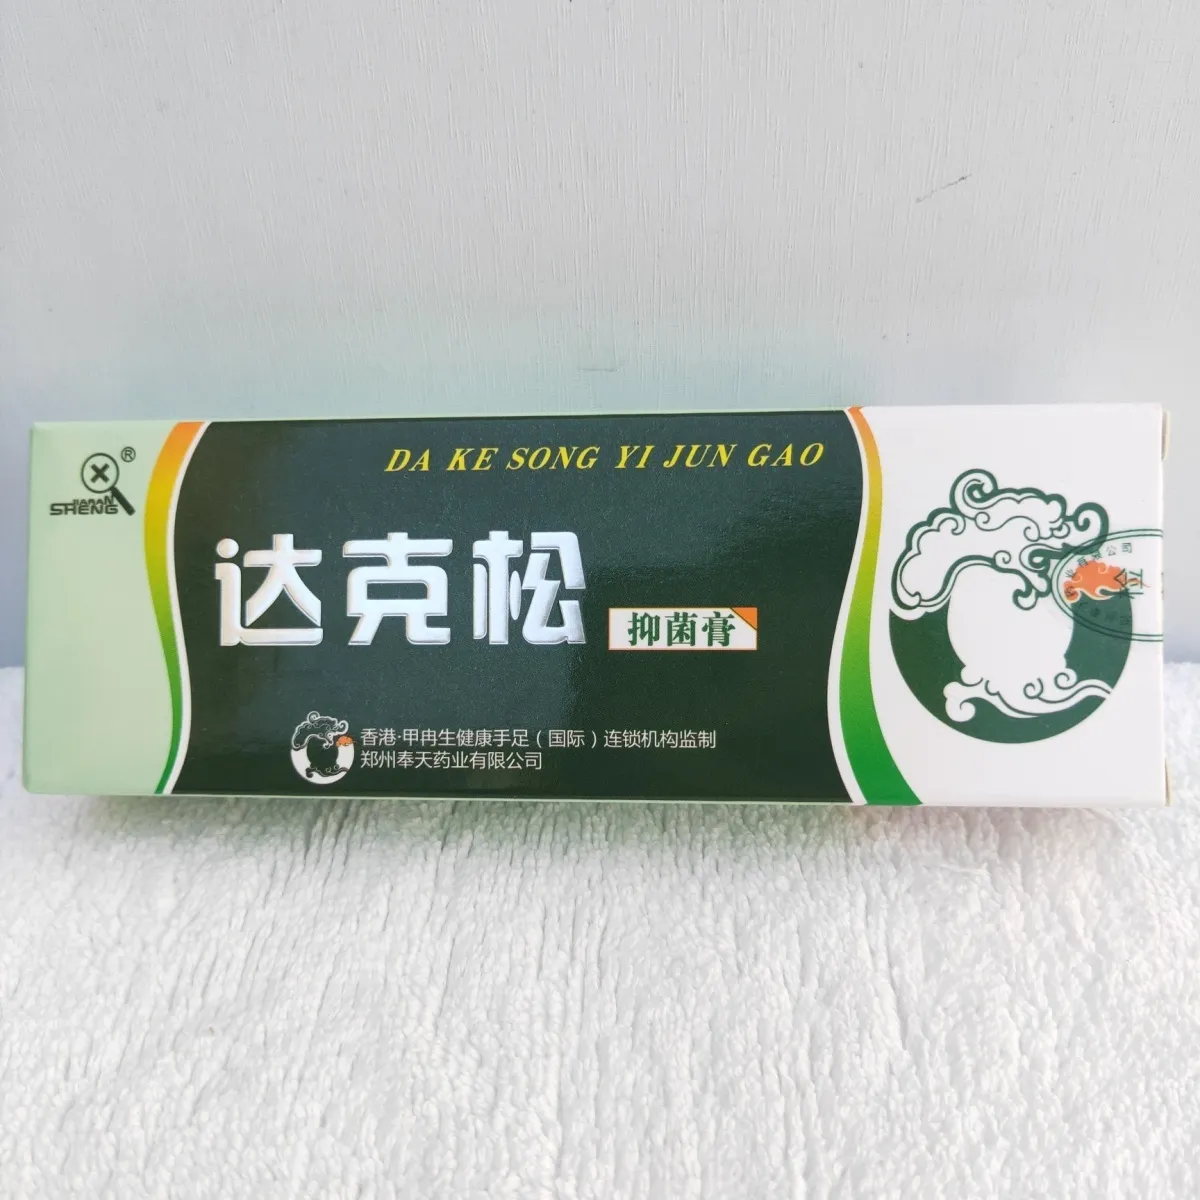 DA KE SONG YI JUN GAO
®
JIARAN
SHENG
达克松
抑菌膏
香港·甲冉生健康手足（国际）连锁机构监制
郑州奉天药业有限公司